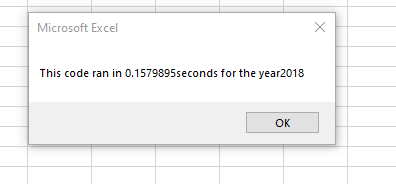 Microsoft Excel
This code ran in 0.1579895seconds for the year2018
OK